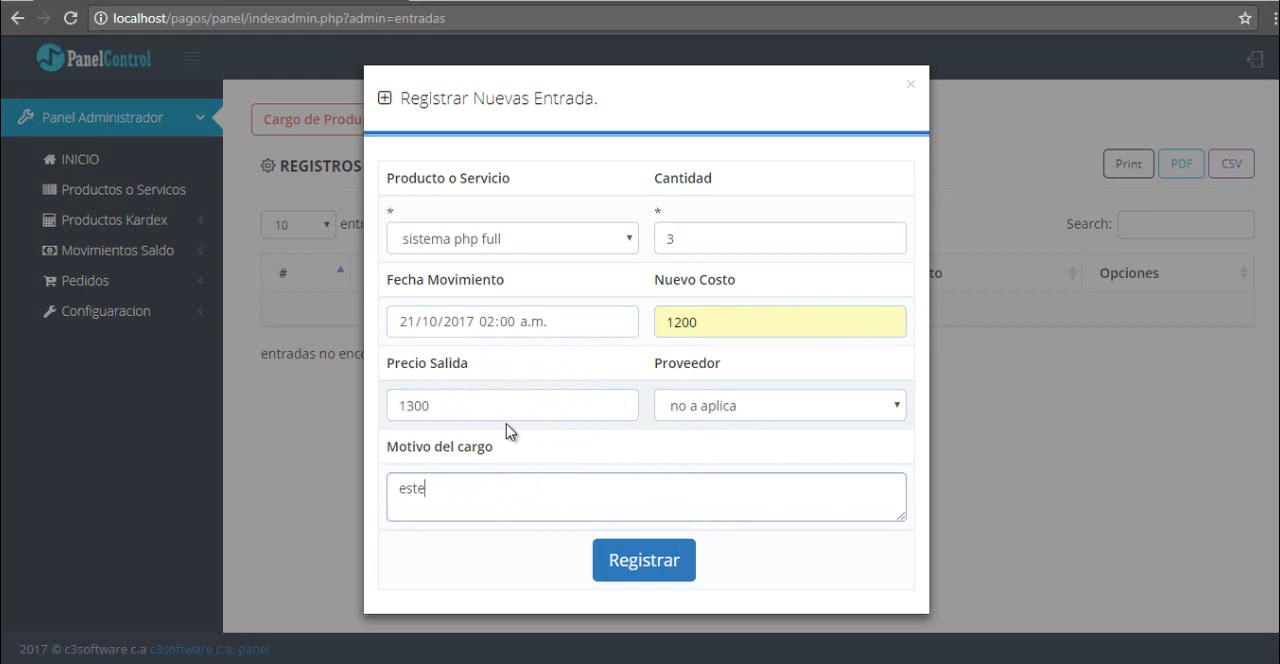 localhost/pagos/panel/indexadmin.php?admin=entradas
PanelControl
Panel Administrador
INICIO
Productos o Servicos
Productos Kardex
Movimientos Saldo
Pedidos
Configuaracion
Cargo de Produ
REGISTROS
Print
PDF
CSV
10 entr
Search:
#
to
Opciones
entradas no enco
Registrar Nuevas Entrada.
×
Producto o Servicio
Cantidad
*
*
sistema php full
3
Fecha Movimiento
Nuevo Costo
21/10/2017 02:00 a.m.
1200
Precio Salida
Proveedor
1300
no a aplica
Motivo del cargo
este
Registrar
2017 © c3software c.a c3software c.a. panel